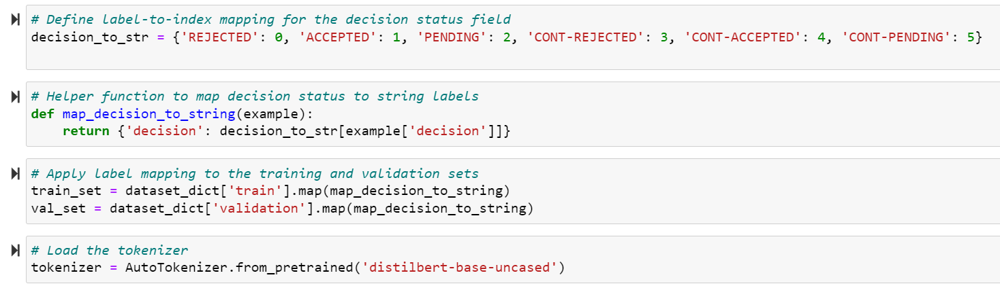 # Define label-to-index mapping for the decision status field
decision_to_str = {'REJECTED': 0, 'ACCEPTED': 1, 'PENDING': 2, 'CONT-REJECTED': 3, 'CONT-ACCEPTED': 4, 'CONT-PENDING': 5}
# Helper function to map decision status to string labels
def map_decision_to_string(example):
    return {'decision': decision_to_str[example['decision']]}
# Apply label mapping to the training and validation sets
train_set = dataset_dict['train'].map(map_decision_to_string)
val_set = dataset_dict['validation'].map(map_decision_to_string)
# Load the tokenizer
tokenizer = AutoTokenizer.from_pretrained('distilbert-base-uncased')